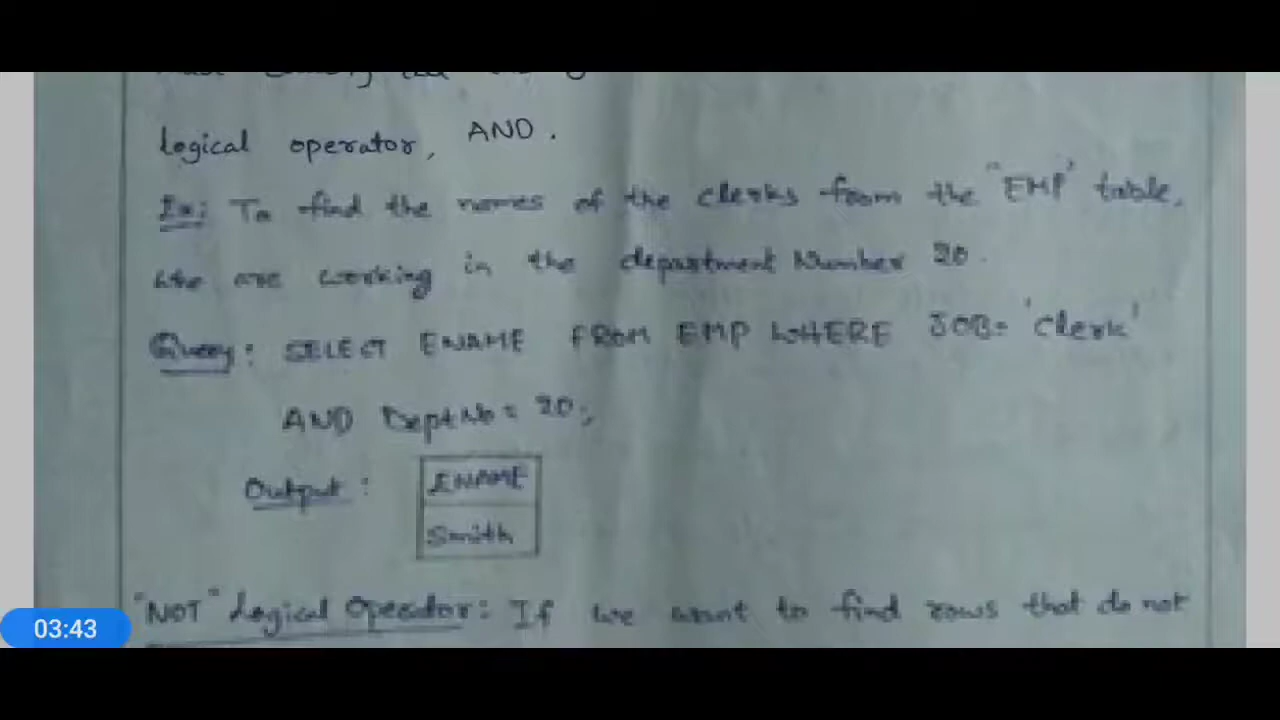 logical operator, AND.
Ex: To find the names of the clerks from the "EMP" table,
who are working in the department Number 20.
Query: SELECT ENAME FROM EMP WHERE JOB= 'clerk'
AND DeptNo = 20;
Output:
ENAME
Smith
"NOT" Logical Operator: If we want to find rows that do not
03:43